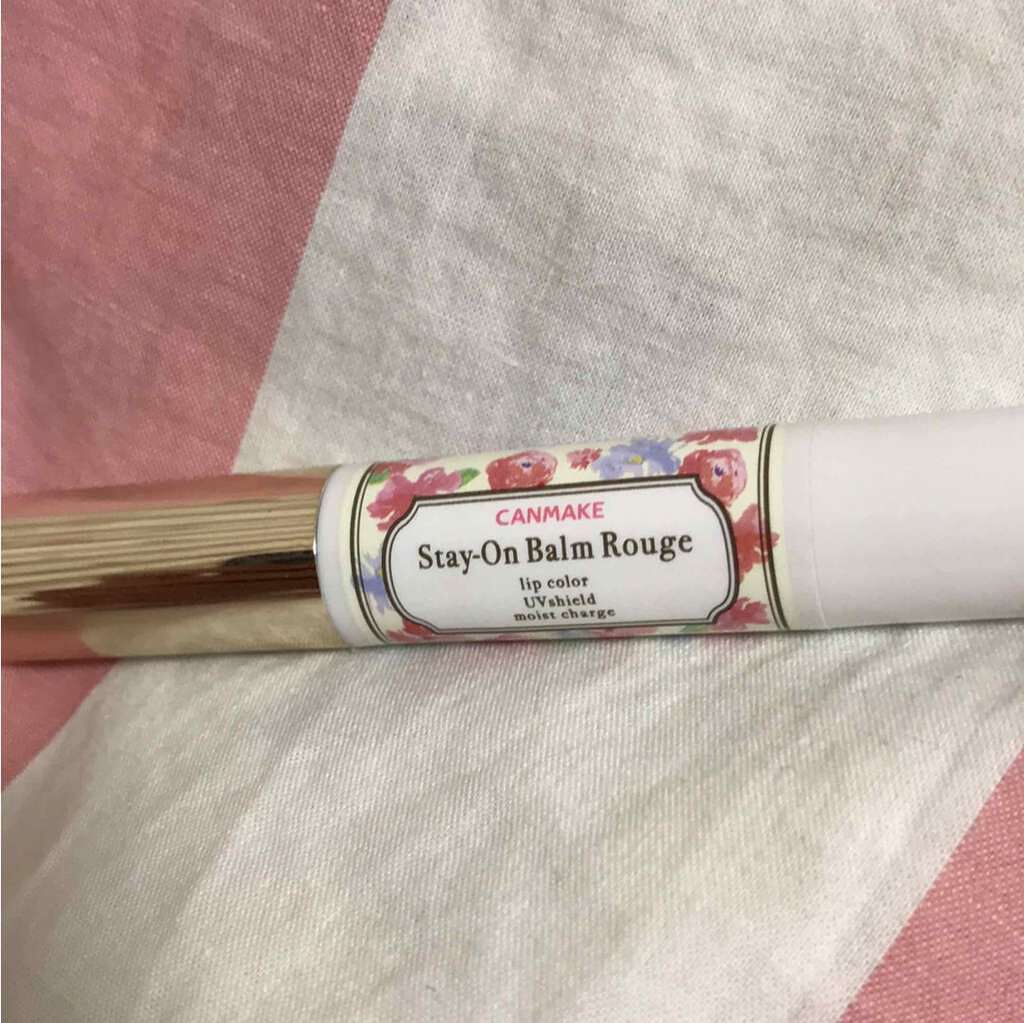 CANMAKE
Stay-On Balm Rouge
lip color
UVshield
moist charge